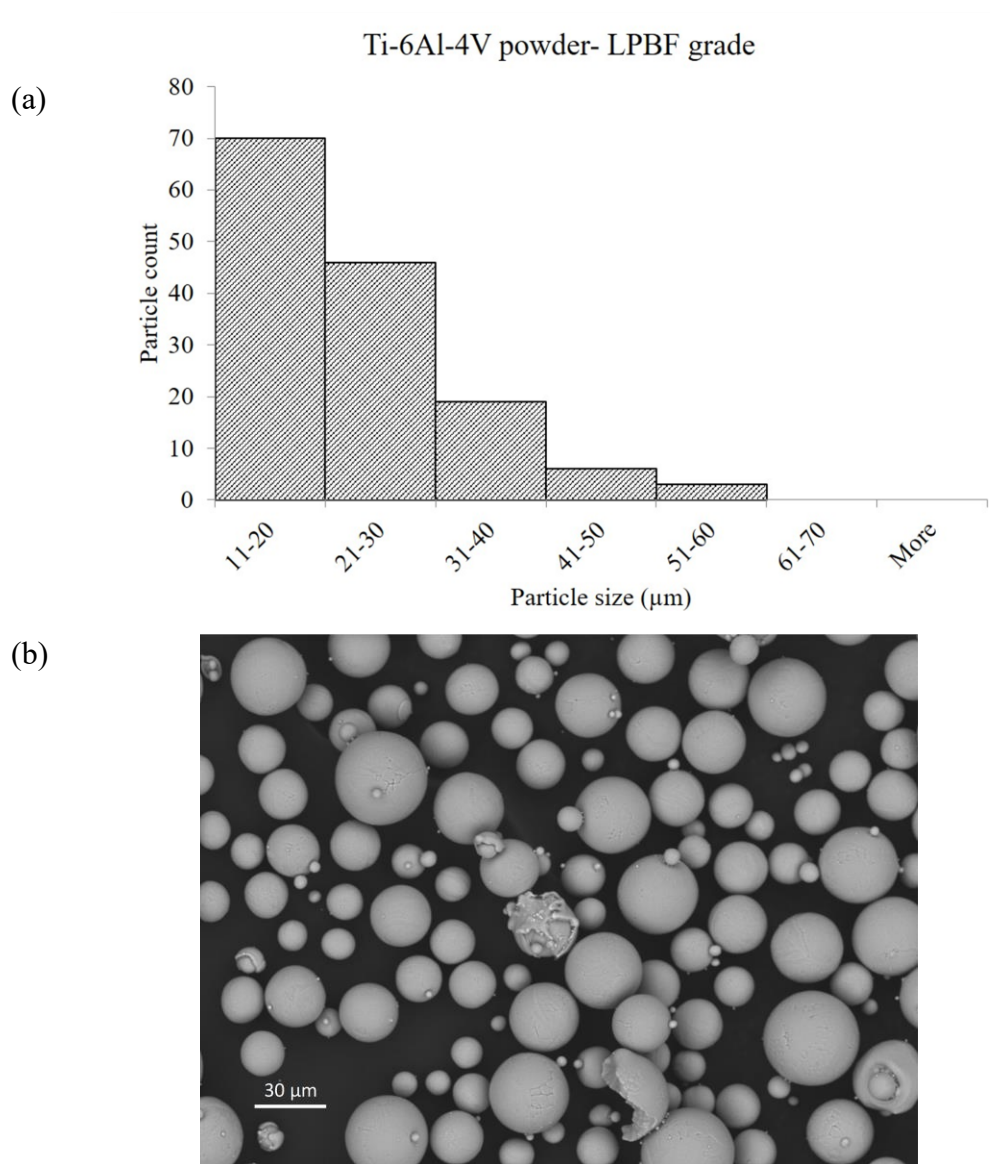 Ti-6Al-4V powder- LPBF grade
(a)
80
70
60
50
40
30
20
10
0
Particle count
11-20
21-30
31-40
41-50
51-60
61-70
More
Particle size (µm)
(b)
30 µm